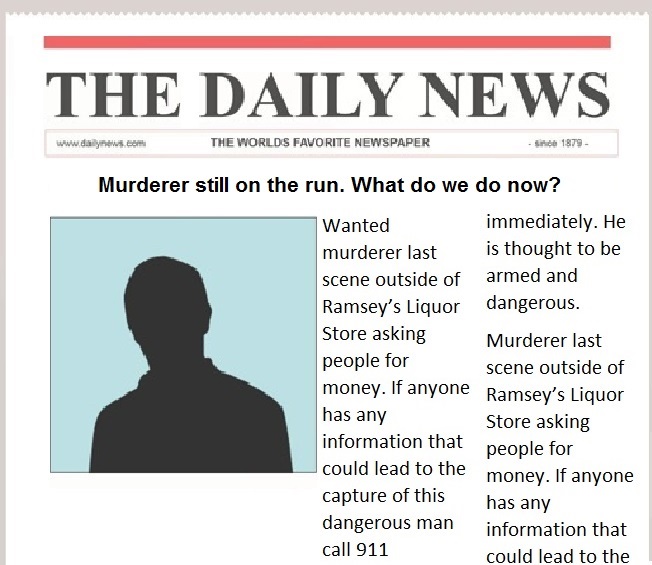 THE DAILY NEWS
www.dailynews.com THE WORLDS FAVORITE NEWSPAPER - since 1879 -
Murderer still on the run. What do we do now?
Wanted
murderer last
scene outside of
Ramsey’s Liquor
Store asking
people for
money. If anyone
has any
information that
could lead to the
capture of this
dangerous man
call 911
immediately. He
is thought to be
armed and
dangerous.
Murderer last
scene outside of
Ramsey’s Liquor
Store asking
people for
money. If anyone
has any
information that
could lead to the